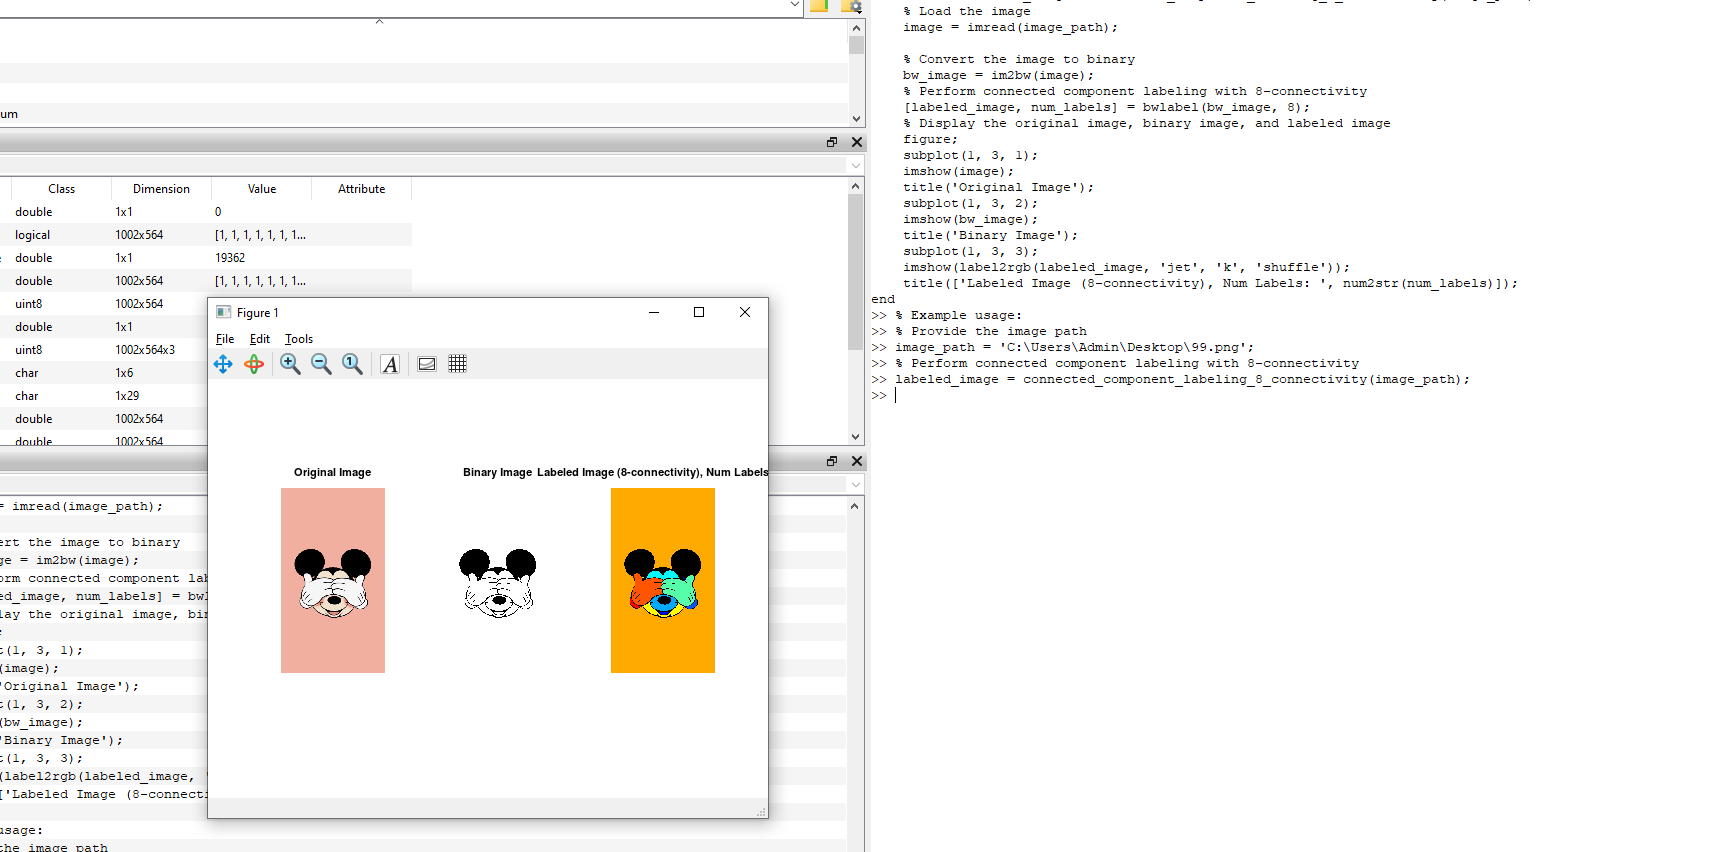 um
Class Dimension Value Attribute
double 1x1 0
logical 1002x564 [1, 1, 1, 1, 1, 1, 1...
double 1x1 19362
double 1002x564 [1, 1, 1, 1, 1, 1, 1...
uint8 1002x564
double 1x1
uint8 1002x564x3
char 1x6
char 1x29
double 1002x564
double 1002x564
= imread(image_path);
ert the image to binary
ge = im2bw(image);
orm connected component lab
ed_image, num_labels] = bwl
lay the original image, bin
;
t(1, 3, 1);
(image);
'Original Image');
t(1, 3, 2);
(bw_image);
'Binary Image');
t(1, 3, 3);
(label2rgb(labeled_image, '
['Labeled Image (8-connecti
usage:
the image path
Figure 1
File Edit Tools
1
A
Original Image
Binary Image
Labeled Image (8-connectivity), Num Labels
% Load the image
image = imread(image_path);
% Convert the image to binary
bw_image = im2bw(image);
% Perform connected component labeling with 8-connectivity
[labeled_image, num_labels] = bwlabel(bw_image, 8);
% Display the original image, binary image, and labeled image
figure;
subplot(1, 3, 1);
imshow(image);
title('Original Image');
subplot(1, 3, 2);
imshow(bw_image);
title('Binary Image');
subplot(1, 3, 3);
imshow(label2rgb(labeled_image, 'jet', 'k', 'shuffle'));
title(['Labeled Image (8-connectivity), Num Labels: ', num2str(num_labels)]);
end
>> % Example usage:
>> % Provide the image path
>> image_path = 'C:\Users\Admin\Desktop\99.png';
>> % Perform connected component labeling with 8-connectivity
>> labeled_image = connected_component_labeling_8_connectivity(image_path);
>>